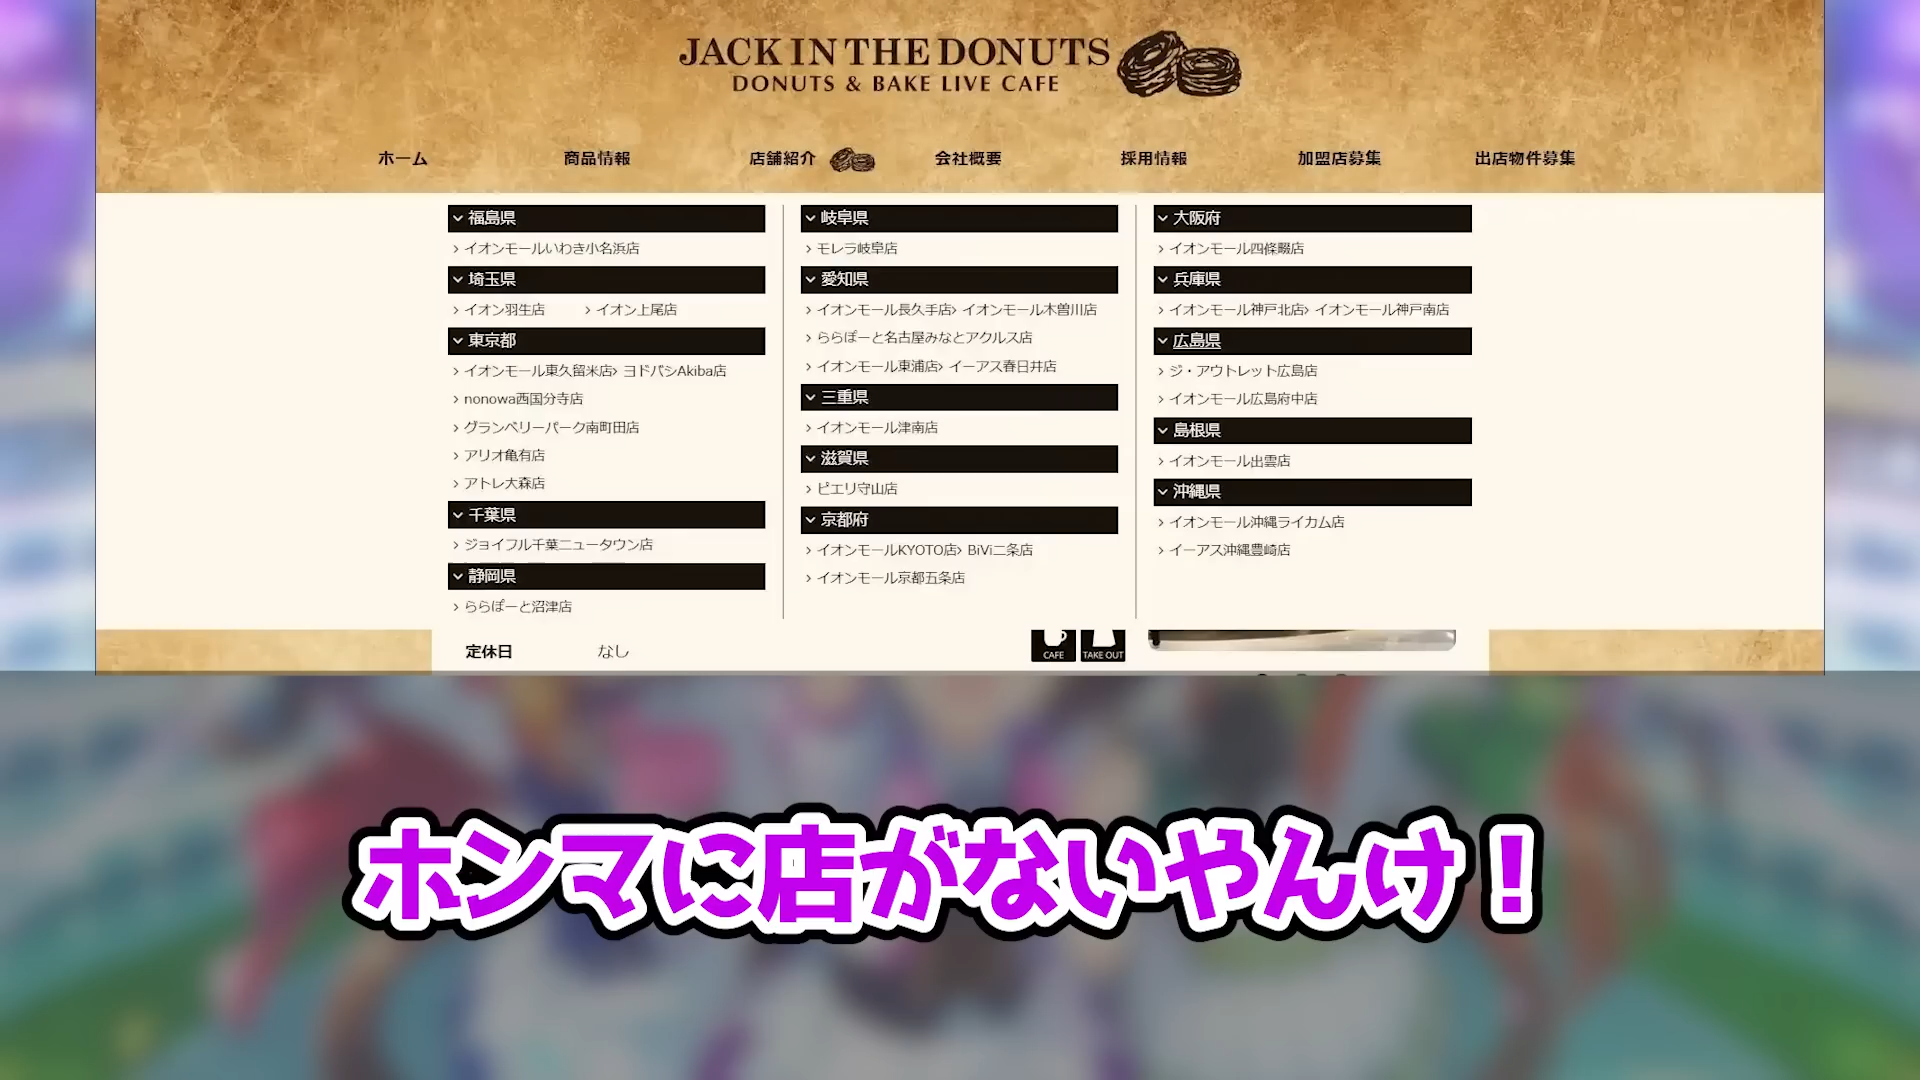 JACK IN THE DONUTS
DONUTS & BAKE LIVE CAFE
ホーム 商品情報 店舗紹介 会社概要 採用情報 加盟店募集 出店物件募集
福島県
イオンモールいわき小名浜店
埼玉県
イオン羽生店 イオン上尾店
東京都
イオンモール東久留米店 ヨドバシAkiba店
nonowa西国分寺店
グランベリーパーク南町田店
アリオ亀有店
アトレ大森店
千葉県
ジョイフル千葉ニュータウン店
静岡県
ららぽーと沼津店
岐阜県
モレラ岐阜店
愛知県
イオンモール長久手店 イオンモール木曽川店
ららぽーと名古屋みなとアクルス店
イオンモール東浦店 イーアス春日井店
三重県
イオンモール津南店
滋賀県
ピエリ守山店
京都府
イオンモールKYOTO店 BiVi二条店
イオンモール京都五条店
大阪府
イオンモール四條畷店
兵庫県
イオンモール神戸北店 イオンモール神戸南店
広島県
ジ・アウトレット広島店
イオンモール広島府中店
島根県
イオンモール出雲店
沖縄県
イオンモール沖縄ライカム店
イーアス沖縄豊崎店
定休日 なし
CAFE TAKE OUT
ホンマに店がないやんけ！